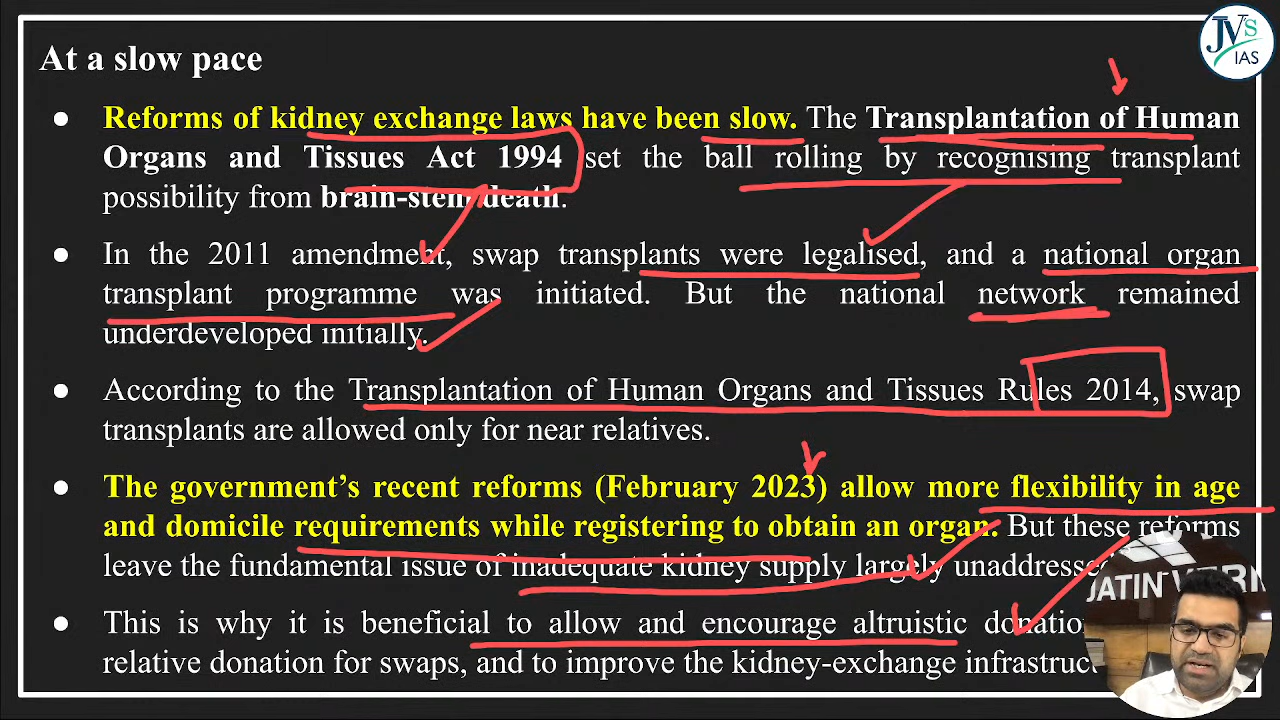 JVs
IAS
At a slow pace
• Reforms of kidney exchange laws have been slow. The Transplantation of Human
Organs and Tissues Act 1994 set the ball rolling by recognising transplant
possibility from brain-stem death.
• In the 2011 amendment, swap transplants were legalised, and a national organ
transplant programme was initiated. But the national network remained
underdeveloped initially.
• According to the Transplantation of Human Organs and Tissues Rules 2014, swap
transplants are allowed only for near relatives.
• The government’s recent reforms (February 2023) allow more flexibility in age
and domicile requirements while registering to obtain an organ. But these reforms
leave the fundamental issue of inadequate kidney supply largely
• This is why it is beneficial to allow and encourage altruistic
relative donation for swaps, and to improve the kidney-exchange
JATIN